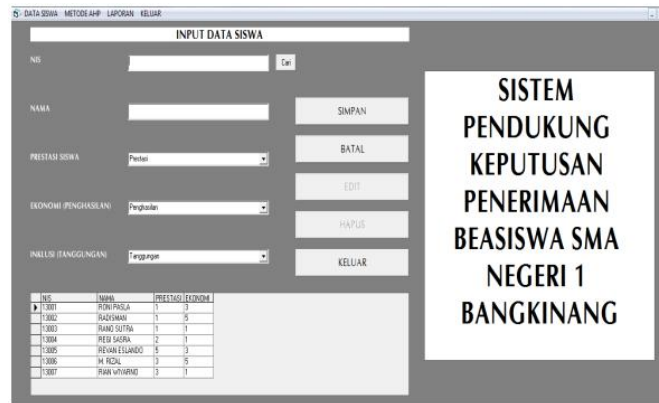 DATA SISWA METODE AHP LAPORAN KELUAR
INPUT DATA SISWA
NIS
Cari
NAMA
SIMPAN
PRESTASI SISWA
Prestasi
BATAL
EDIT
EKONOMI (PENGHASILAN)
Penghasilan
HAPUS
INKLUSI (TANGGUNGAN)
Tanggungan
KELUAR
NIS NAMA PRESTASI EKONOMI
13001 RONI PASLA 1 3
13002 RADISMAN 1 5
13003 RANO SUTRA 1 1
13004 REGI SASRA 2 1
13005 REVAN ESLANDO 5 3
13006 M. RIZAL 3 5
13007 RIAN WIYARNO 3 1
SISTEM
PENDUKUNG
KEPUTUSAN
PENERIMAAN
BEASISWA SMA
NEGERI 1
BANGKINANG